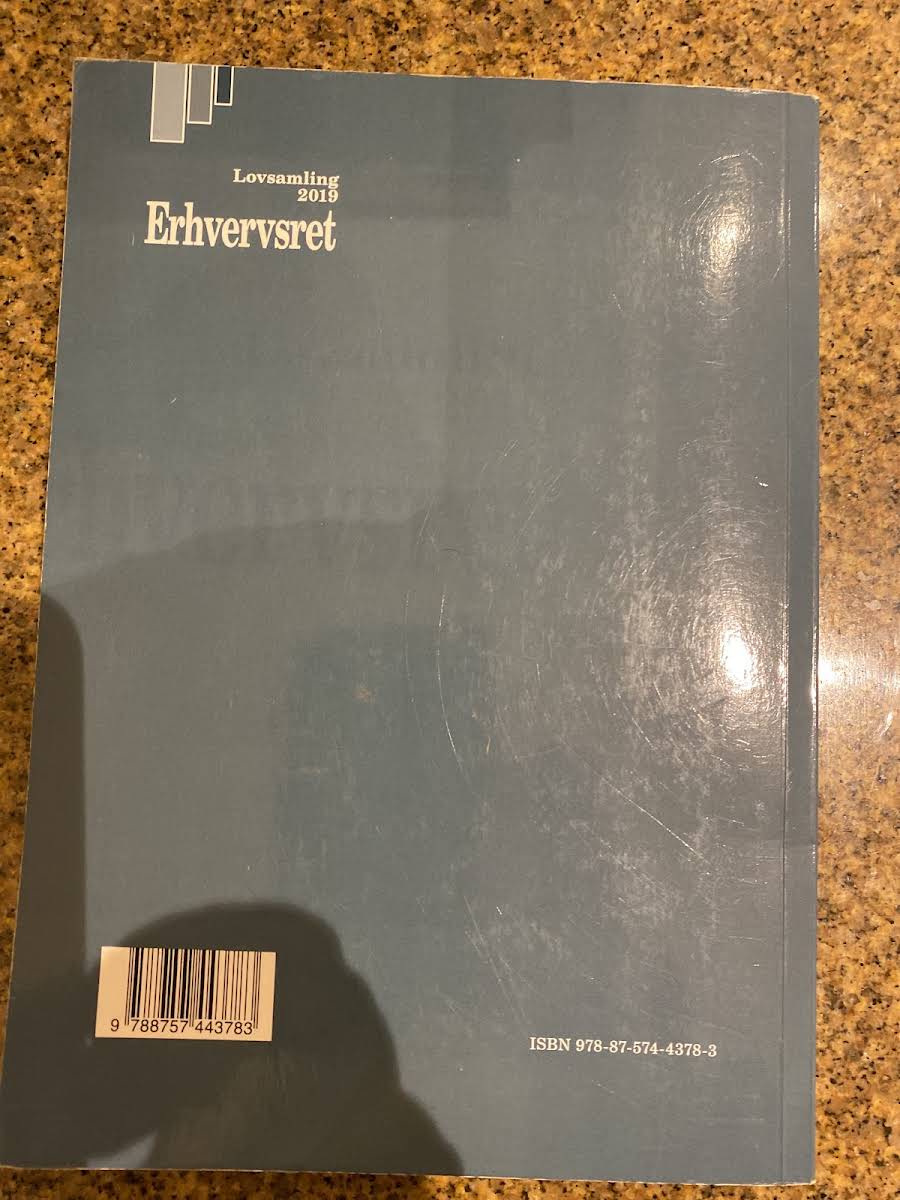 Lovsamling
2019
Erhvervsret
9 788757 443783
ISBN 978-87-574-4378-3